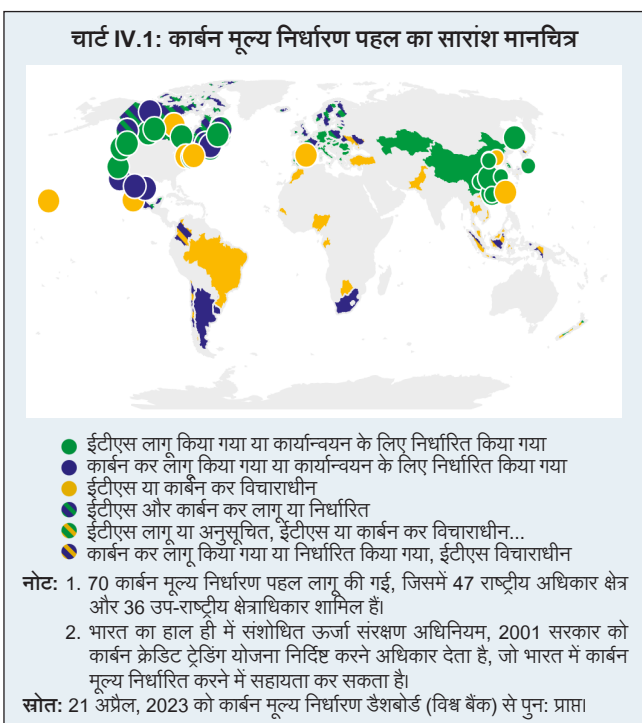 चार्ट IV.1: कार्बन मूल्य निर्धारण पहल का सारांश मानचित्र
ईटीएस लागू किया गया या कार्यान्वयन के लिए निर्धारित किया गया
कार्बन कर लागू किया गया या कार्यान्वयन के लिए निर्धारित किया गया
ईटीएस या कार्बन कर विचाराधीन
ईटीएस और कार्बन कर लागू या निर्धारित
ईटीएस लागू या अनुसूचित, ईटीएस या कार्बन कर विचाराधीन...
कार्बन कर लागू किया गया या निर्धारित किया गया, ईटीएस विचाराधीन
नोट: 1. 70 कार्बन मूल्य निर्धारण पहल लागू की गई, जिसमें 47 राष्ट्रीय अधिकार क्षेत्र
और 36 उप-राष्ट्रीय क्षेत्राधिकार शामिल हैं।
2. भारत का हाल ही में संशोधित ऊर्जा संरक्षण अधिनियम, 2001 सरकार को
कार्बन क्रेडिट ट्रेडिंग योजना निर्दिष्ट करने अधिकार देता है, जो भारत में कार्बन
मूल्य निर्धारित करने में सहायता कर सकता है।
स्रोत: 21 अप्रैल, 2023 को कार्बन मूल्य निर्धारण डैशबोर्ड (विश्व बैंक) से पुन: प्राप्त।